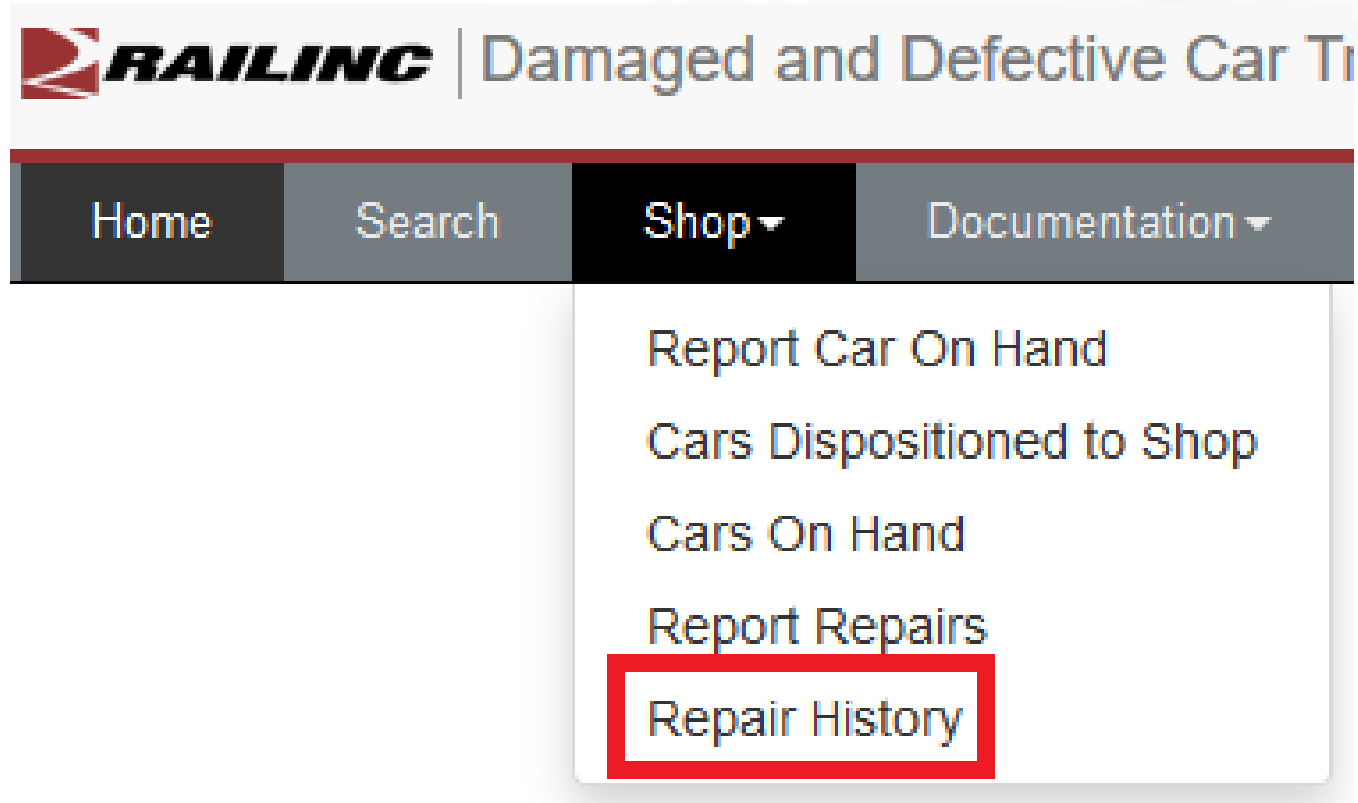 RAILINC Damaged and Defective Car Tr
Home Search Shop Documentation
Report Car On Hand
Cars Dispositioned to Shop
Cars On Hand
Report Repairs
Repair History